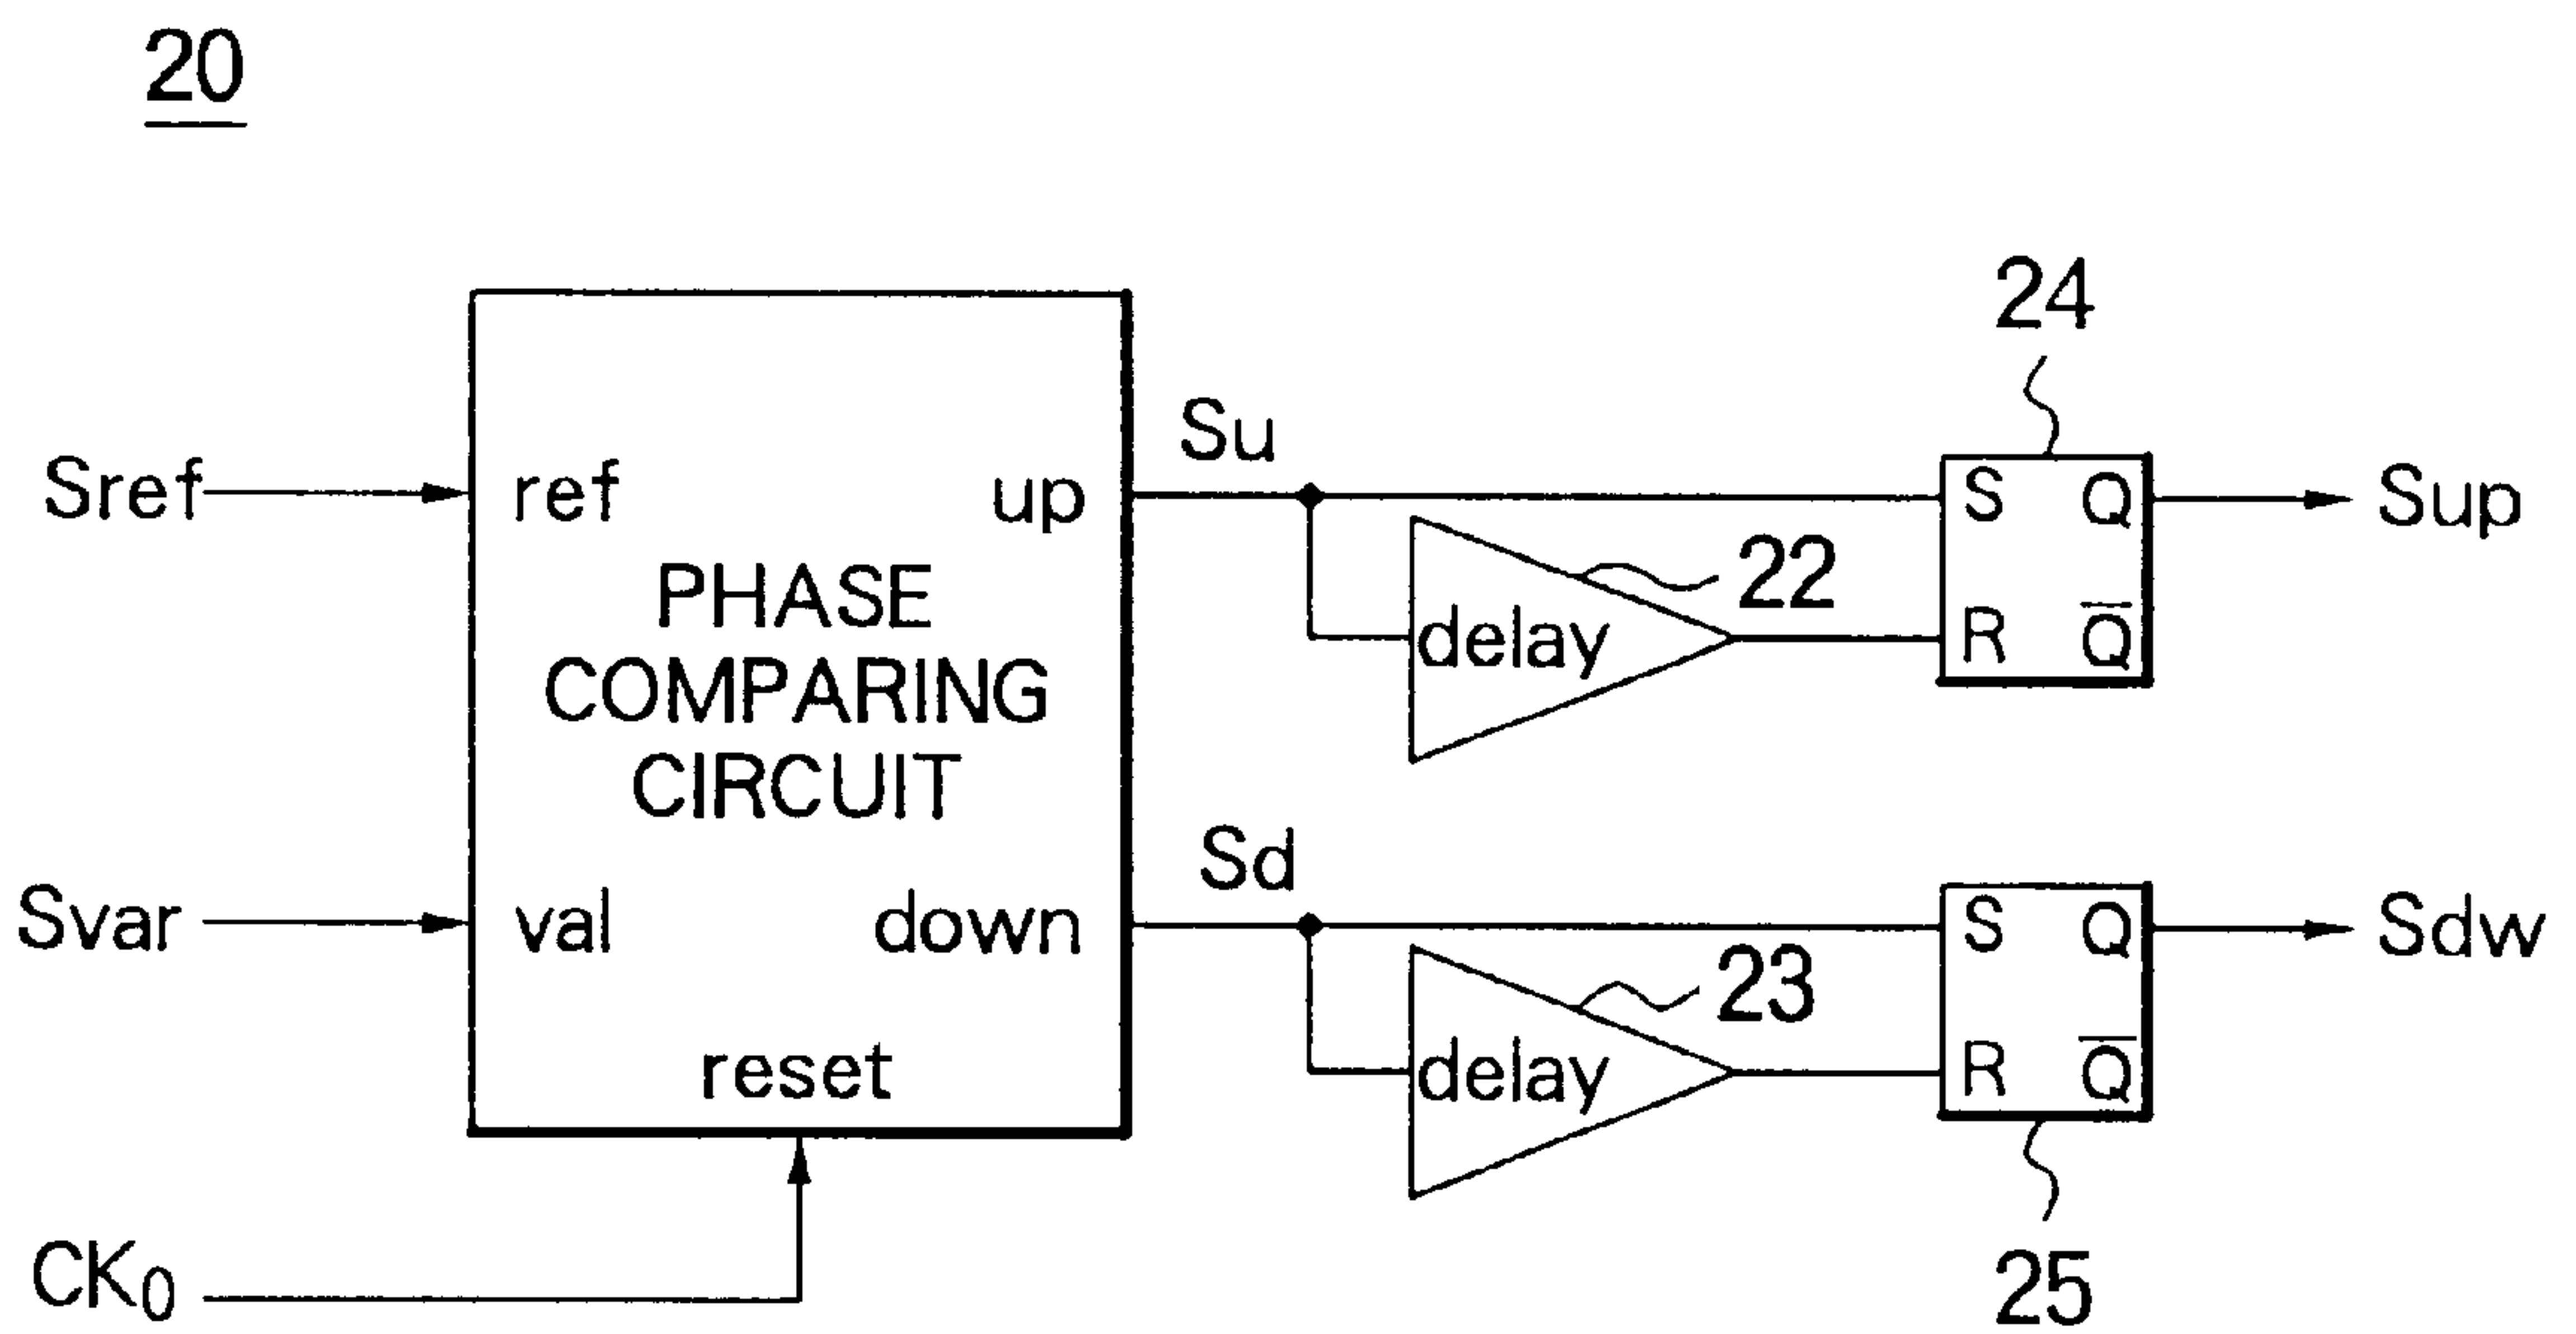 20
24
Su
Sref
ref
up
S
Q
Sup
22
PHASE
COMPARING
CIRCUIT
delay
R
Q̅
Sd
Svar
val
down
S
Q
Sdw
23
reset
delay
R
Q̅
CK₀
25